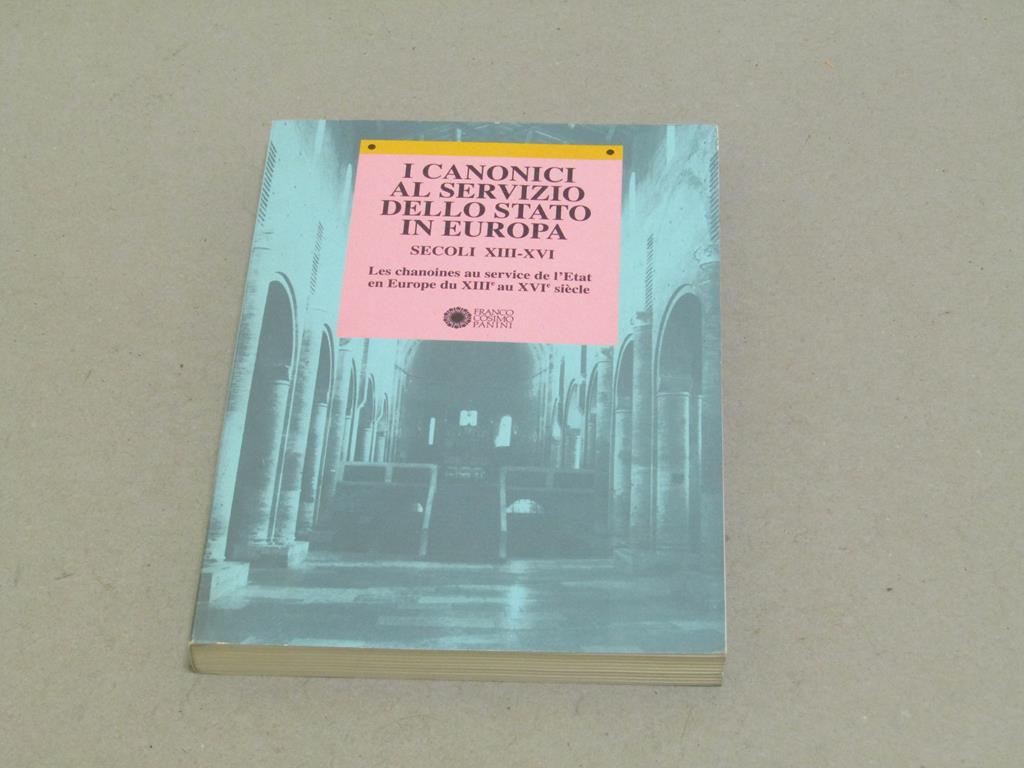 I CANONICI
AL SERVIZIO
DELLO STATO
IN EUROPA
SECOLI XIII-XVI
Les chanoines au service de l'Etat
en Europe du XIIIe au XVIe siècle
FRANCO
COSIMO
PANINI